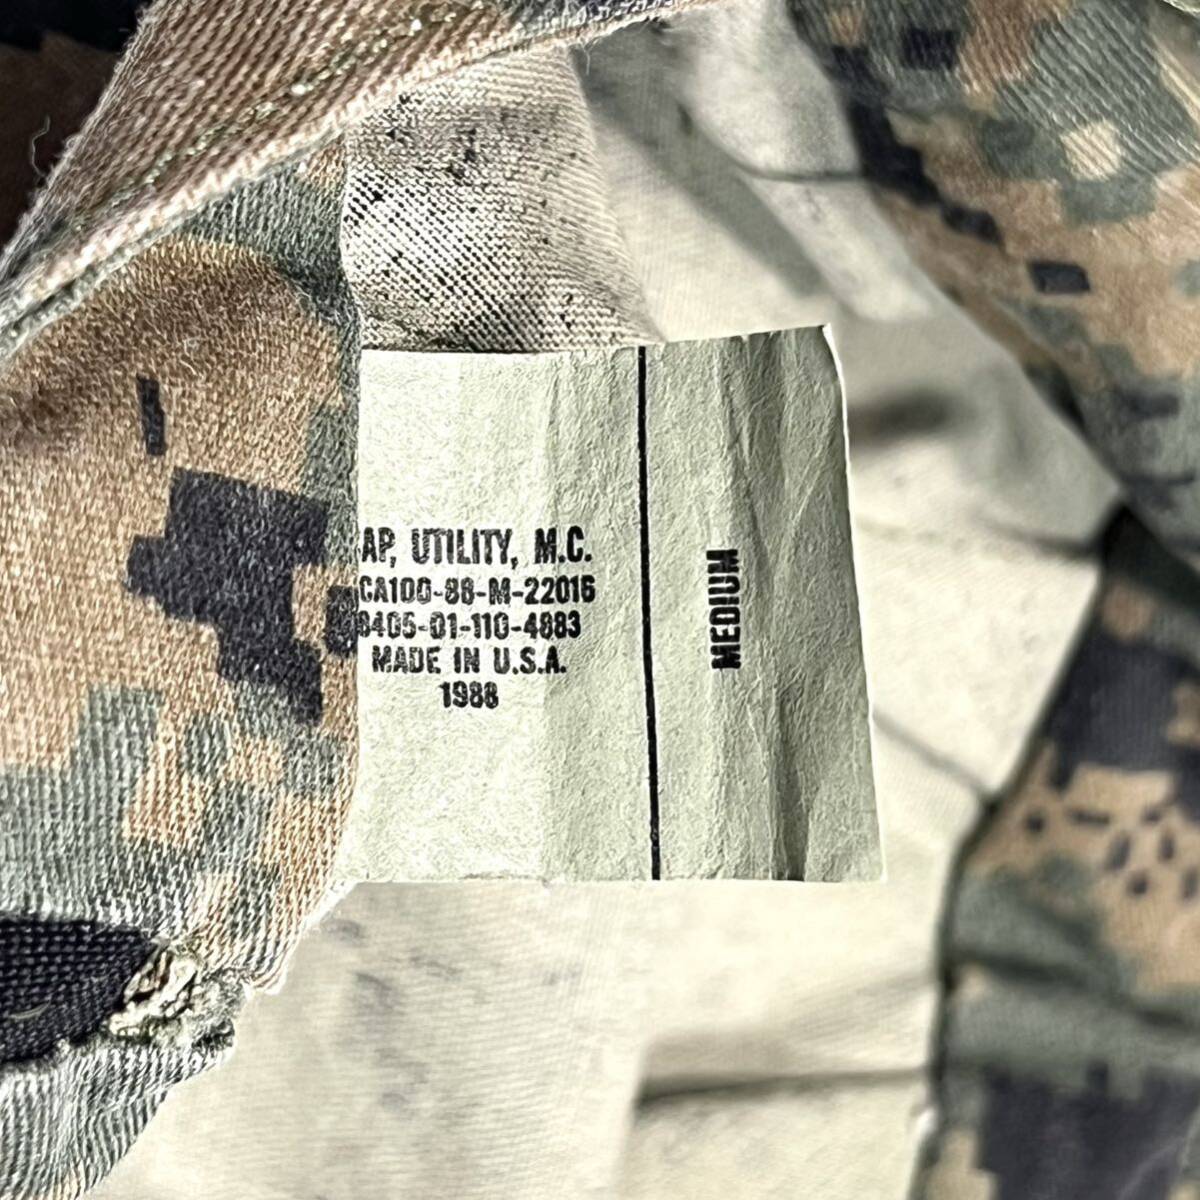 AP, UTILITY, M.C.
CA100-88-M-22016
8405-01-110-4883
MADE IN U.S.A.
1988
MEDIUM